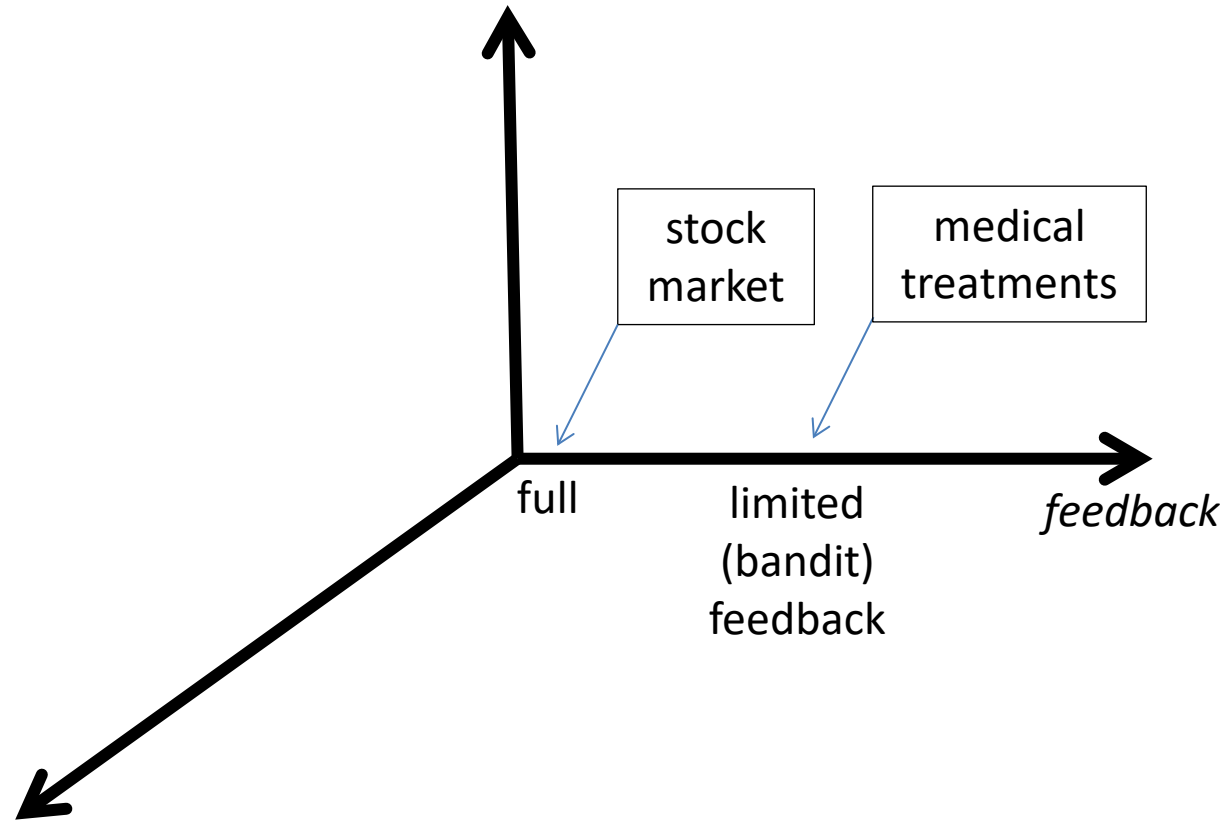 stock
market
medical
treatments
full
limited
(bandit)
feedback
feedback